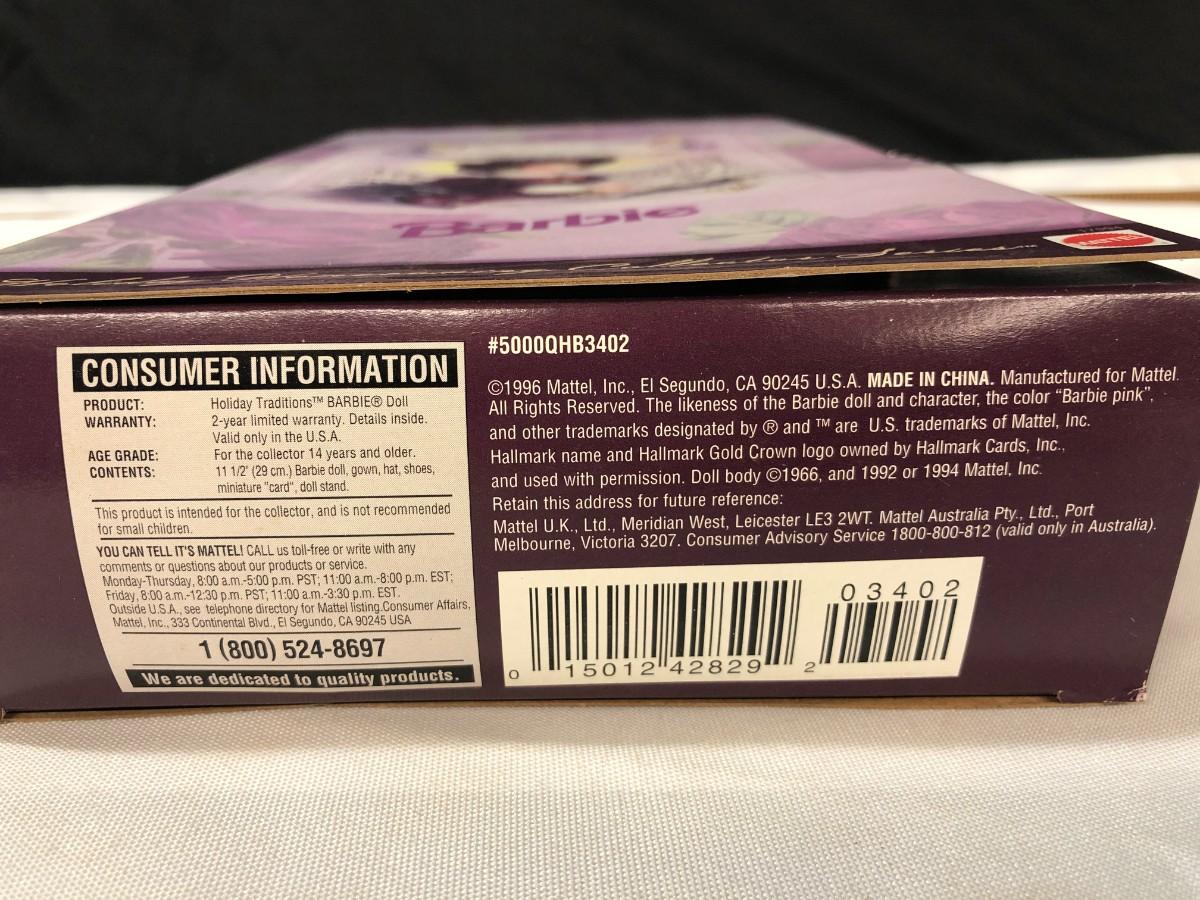 Barbie
MATTEL
CONSUMER INFORMATION
PRODUCT: Holiday Traditions™ BARBIE® Doll
WARRANTY: 2-year limited warranty. Details inside.
Valid only in the U.S.A.
AGE GRADE: For the collector 14 years and older.
CONTENTS: 11 1/2' (29 cm.) Barbie doll, gown, hat, shoes,
miniature "card", doll stand.
This product is intended for the collector, and is not recommended
for small children.
YOU CAN TELL IT'S MATTEL! CALL us toll-free or write with any
comments or questions about our products or service.
Monday-Thursday, 8:00 a.m.-5:00 p.m. PST; 11:00 a.m.-8:00 p.m. EST;
Friday, 8:00 a.m.-12:30 p.m. PST; 11:00 a.m.-3:30 p.m. EST.
Outside U.S.A., see telephone directory for Mattel listing.Consumer Affairs,
Mattel, Inc., 333 Continental Blvd., El Segundo, CA 90245 USA
1 (800) 524-8697
We are dedicated to quality products.
#5000QHB3402
©1996 Mattel, Inc., El Segundo, CA 90245 U.S.A. MADE IN CHINA. Manufactured for Mattel.
All Rights Reserved. The likeness of the Barbie doll and character, the color "Barbie pink",
and other trademarks designated by ® and ™ are U.S. trademarks of Mattel, Inc.
Hallmark name and Hallmark Gold Crown logo owned by Hallmark Cards, Inc.,
and used with permission. Doll body ©1966, and 1992 or 1994 Mattel, Inc.
Retain this address for future reference:
Mattel U.K., Ltd., Meridian West, Leicester LE3 2WT. Mattel Australia Pty., Ltd., Port
Melbourne, Victoria 3207. Consumer Advisory Service 1800-800-812 (valid only in Australia).
0 15012 42829 2
03402